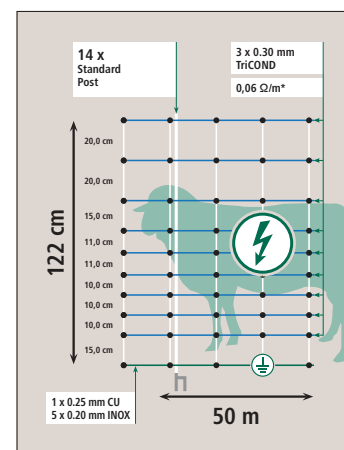 14 x
Standard
Post
3 x 0.30 mm
TriCOND
0,06 Ω/m*
122 cm
20,0 cm
20,0 cm
15,0 cm
11,0 cm
11,0 cm
10,0 cm
10,0 cm
10,0 cm
15,0 cm
1 x 0.25 mm CU
5 x 0.20 mm INOX
50 m